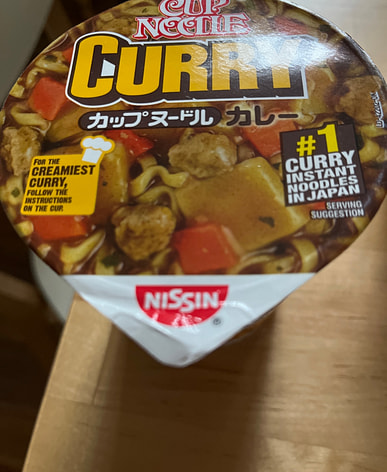 CUP
NOODLE
CURRY
カップヌードル カレー
FOR THE
CREAMIEST
CURRY,
FOLLOW THE
INSTRUCTIONS
ON THE CUP.
#1
CURRY
INSTANT
NOODLES
IN JAPAN
SERVING
SUGGESTION
NISSIN
®